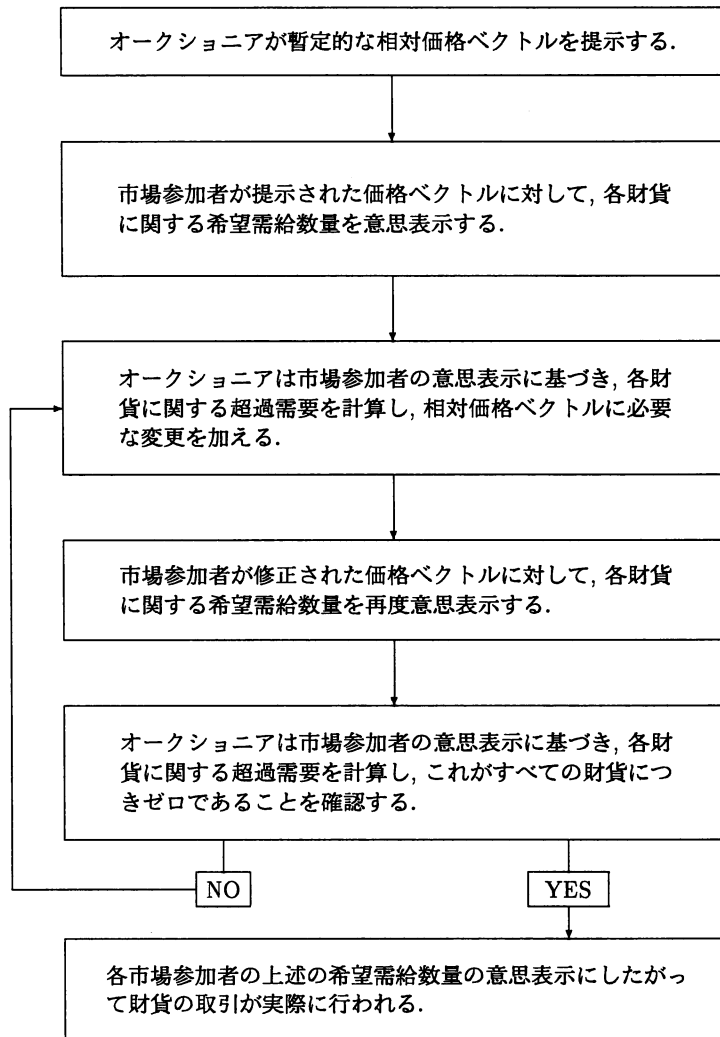 オークショニアが暫定的な相対価格ベクトルを提示する.
市場参加者が提示された価格ベクトルに対して, 各財貨
に関する希望需給数量を意思表示する.
オークショニアは市場参加者の意思表示に基づき, 各財
貨に関する超過需要を計算し, 相対価格ベクトルに必要
な変更を加える.
市場参加者が修正された価格ベクトルに対して, 各財貨
に関する希望需給数量を再度意思表示する.
オークショニアは市場参加者の意思表示に基づき, 各財
貨に関する超過需要を計算し, これがすべての財貨につ
きゼロであることを確認する.
NO
YES
各市場参加者の上述の希望需給数量の意思表示にしたがっ
て財貨の取引が実際に行われる.